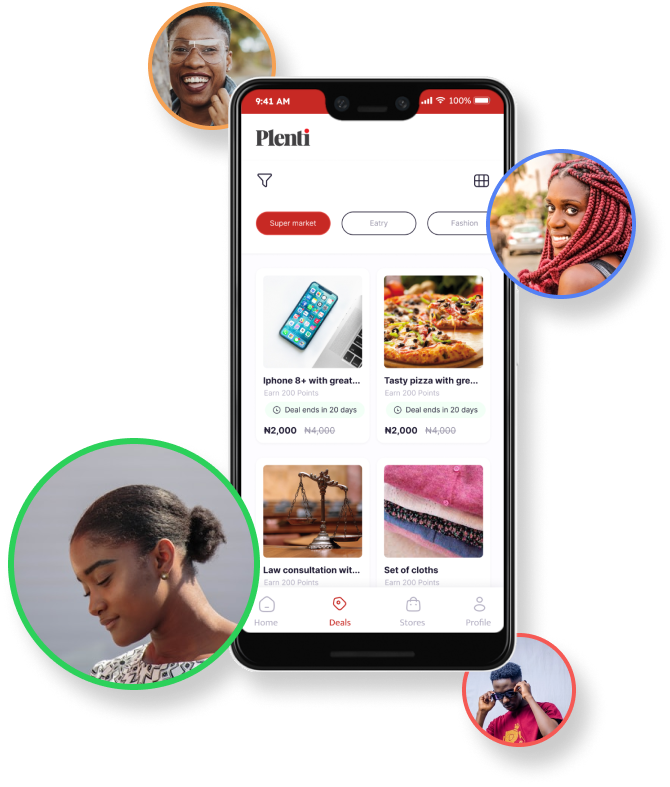 9:41 AM
100%
Plenti
Super market
Eatry
Fashion
Iphone 8+ with great...
Tasty pizza with gre...
Earn 200 Points
Earn 200 Points
Deal ends in 20 days
Deal ends in 20 days
₦2,000 ₦4,000
₦2,000 ₦4,000
Law consultation wit...
Set of cloths
Earn 200 Points
Earn 200 Points
Home
Deals
Stores
Profile